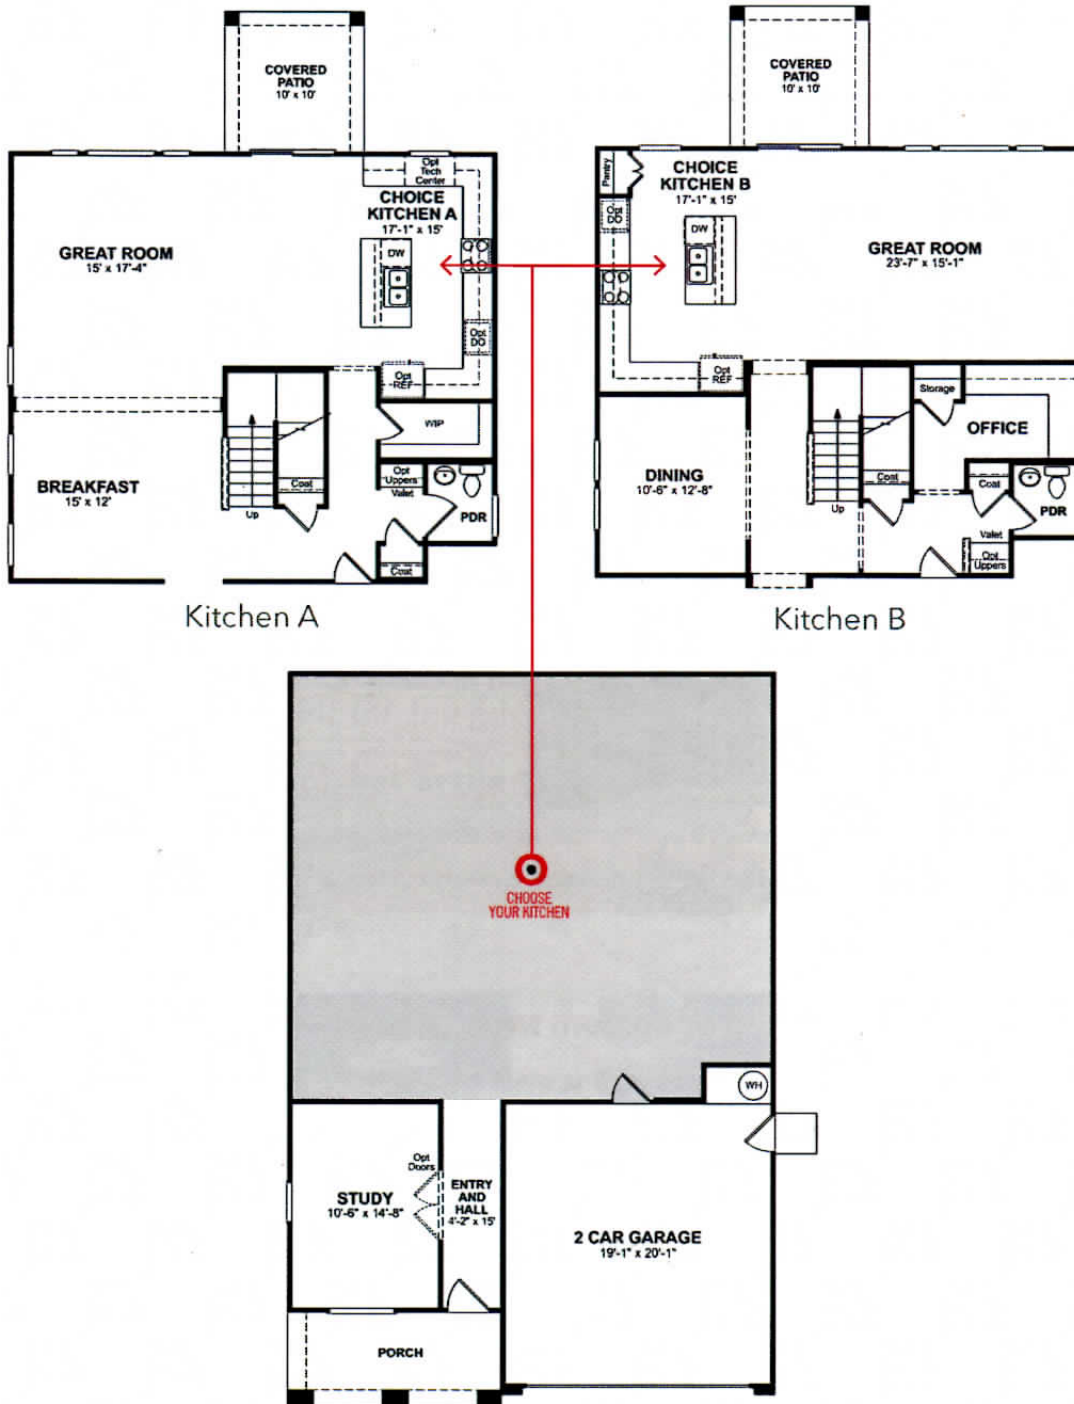 COVERED
PATIO
10' x 10'
Opt
Tech
Center
CHOICE
KITCHEN A
17'-1" x 15'
GREAT ROOM
15' x 17'-4"
DW
Opt
DO
Opt
REF
WIP
BREAKFAST
15' x 12'
Coat
Up
Opt
Uppers
Valet
PDR
Coat
Kitchen A
COVERED
PATIO
10' x 10'
Pantry
CHOICE
KITCHEN B
17'-1" x 15'
Opt
DO
DW
GREAT ROOM
23'-7" x 15'-1"
Opt
REF
Storage
OFFICE
DINING
10'-6" x 12'-8"
Coat
Up
Coat
PDR
Valet
Opt
Uppers
Kitchen B
CHOOSE
YOUR KITCHEN
WH
Opt
Doors
STUDY
10'-6" x 14'-8"
ENTRY
AND
HALL
4'-2" x 15'
2 CAR GARAGE
19'-1" x 20'-1"
PORCH